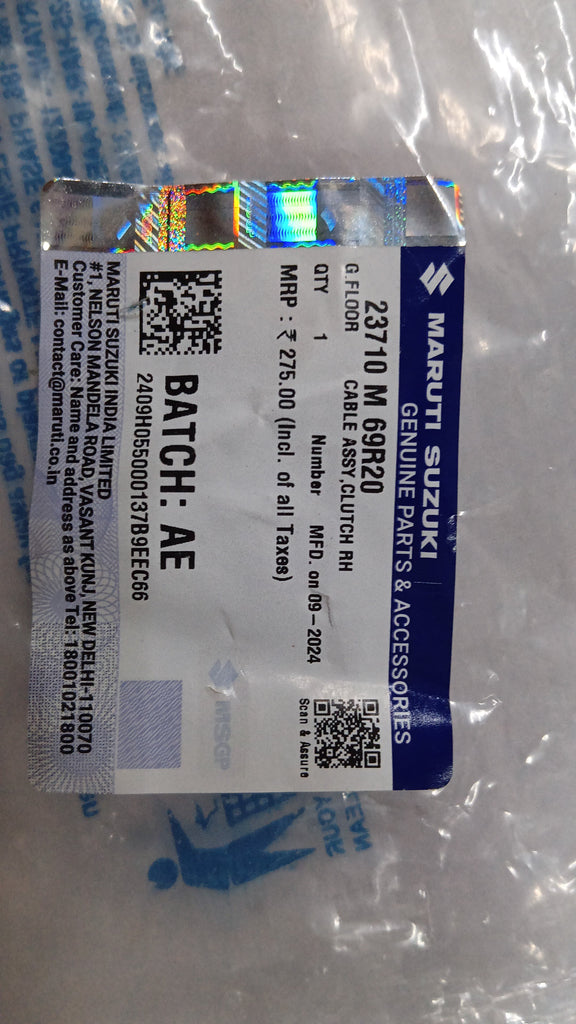 MARUTI SUZUKI
GENUINE PARTS & ACCESSORIES
23710 M 69R20
G.FLOOR CABLE ASSY,CLUTCH RH
QTY 1 Number MFD. on 09-2024
MRP : ₹ 275.00 (Incl. of all Taxes)
Scan & Assure
MSGP
BATCH: AE
2409H055000137B9EEC66
MARUTI SUZUKI INDIA LIMITED
#1, NELSON MANDELA ROAD, VASANT KUNJ, NEW DELHI-110070
Customer Care: Name and address as above Tel: 18001021800
E-Mail: contact@maruti.co.in